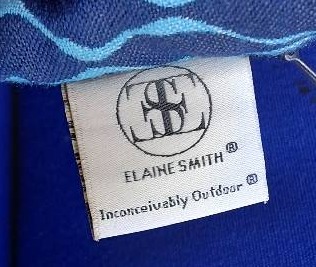 ELAINE SMITH®
Inconceivably Outdoor®